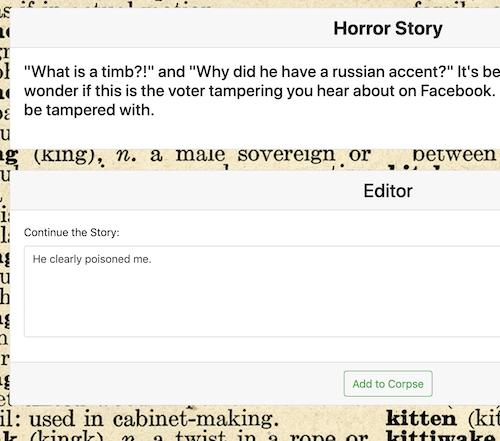 Horror Story
"What is a timb?!" and "Why did he have a russian accent?" It's be
wonder if this is the voter tampering you hear about on Facebook.
be tampered with.
(king), n. a male sovereign or between
Editor
Continue the Story:
He clearly poisoned me.
Add to Corpse
il: used in cabinet-making. kitten (kit
(kingk), n. a twist in a rope or kittiwake